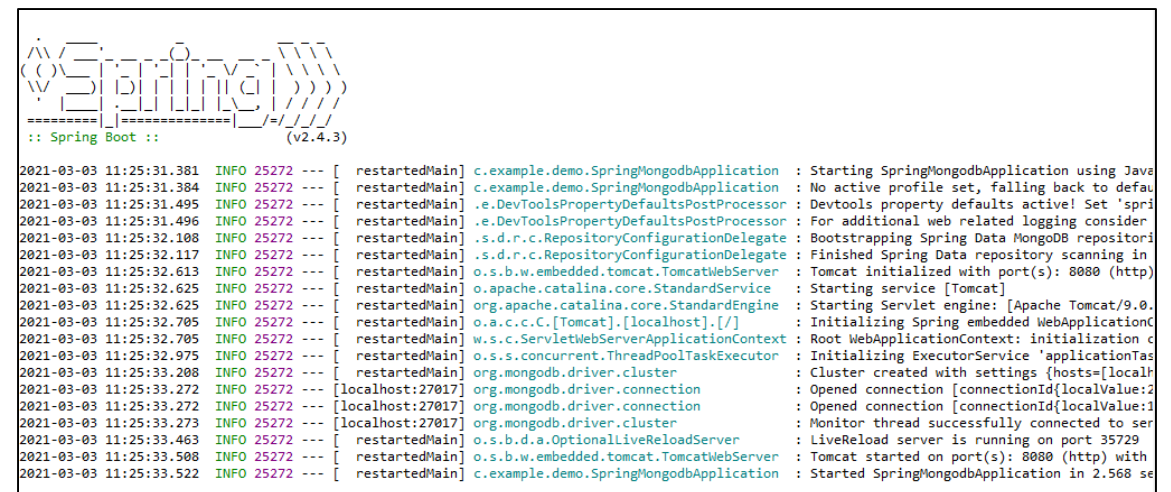 .   ____          _            __ _ _
 /\\ / ___'_ __ _ _(_)_ __  __ _ \ \ \ \
( ( )\___ | '_ | '_| | '_ \/ _` | \ \ \ \
 \\/  ___)| |_)| | | | | || (_| |  ) ) ) )
  '  |____| .__|_| |_|_| |_\__, | / / / /
 =========|_|==============|___/=/_/_/_/
 :: Spring Boot ::                (v2.4.3)
2021-03-03 11:25:31.381  INFO 25272 --- [  restartedMain] c.example.demo.SpringMongodbApplication  : Starting SpringMongodbApplication using Java
2021-03-03 11:25:31.384  INFO 25272 --- [  restartedMain] c.example.demo.SpringMongodbApplication  : No active profile set, falling back to defau
2021-03-03 11:25:31.495  INFO 25272 --- [  restartedMain] .e.DevToolsPropertyDefaultsPostProcessor : Devtools property defaults active! Set 'spri
2021-03-03 11:25:31.496  INFO 25272 --- [  restartedMain] .e.DevToolsPropertyDefaultsPostProcessor : For additional web related logging consider
2021-03-03 11:25:32.108  INFO 25272 --- [  restartedMain] .s.d.r.c.RepositoryConfigurationDelegate : Bootstrapping Spring Data MongoDB repositori
2021-03-03 11:25:32.117  INFO 25272 --- [  restartedMain] .s.d.r.c.RepositoryConfigurationDelegate : Finished Spring Data repository scanning in
2021-03-03 11:25:32.613  INFO 25272 --- [  restartedMain] o.s.b.w.embedded.tomcat.TomcatWebServer  : Tomcat initialized with port(s): 8080 (http)
2021-03-03 11:25:32.625  INFO 25272 --- [  restartedMain] o.apache.catalina.core.StandardService   : Starting service [Tomcat]
2021-03-03 11:25:32.625  INFO 25272 --- [  restartedMain] org.apache.catalina.core.StandardEngine  : Starting Servlet engine: [Apache Tomcat/9.0.
2021-03-03 11:25:32.705  INFO 25272 --- [  restartedMain] o.a.c.c.C.[Tomcat].[localhost].[/]       : Initializing Spring embedded WebApplicationC
2021-03-03 11:25:32.705  INFO 25272 --- [  restartedMain] w.s.c.ServletWebServerApplicationContext : Root WebApplicationContext: initialization c
2021-03-03 11:25:32.975  INFO 25272 --- [  restartedMain] o.s.s.concurrent.ThreadPoolTaskExecutor  : Initializing ExecutorService 'applicationTas
2021-03-03 11:25:33.208  INFO 25272 --- [  restartedMain] org.mongodb.driver.cluster               : Cluster created with settings {hosts=[localh
2021-03-03 11:25:33.272  INFO 25272 --- [localhost:27017] org.mongodb.driver.connection            : Opened connection [connectionId{localValue:2
2021-03-03 11:25:33.272  INFO 25272 --- [localhost:27017] org.mongodb.driver.connection            : Opened connection [connectionId{localValue:1
2021-03-03 11:25:33.273  INFO 25272 --- [localhost:27017] org.mongodb.driver.cluster               : Monitor thread successfully connected to ser
2021-03-03 11:25:33.463  INFO 25272 --- [  restartedMain] o.s.b.d.a.OptionalLiveReloadServer       : LiveReload server is running on port 35729
2021-03-03 11:25:33.508  INFO 25272 --- [  restartedMain] o.s.b.w.embedded.tomcat.TomcatWebServer  : Tomcat started on port(s): 8080 (http) with
2021-03-03 11:25:33.522  INFO 25272 --- [  restartedMain] c.example.demo.SpringMongodbApplication  : Started SpringMongodbApplication in 2.568 se